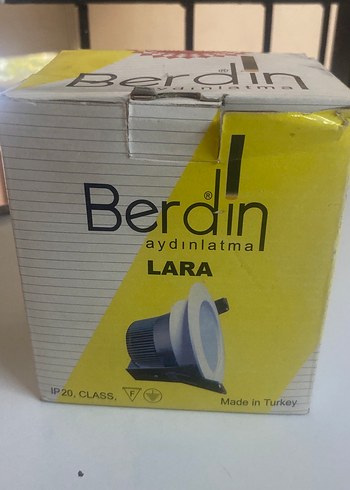 Berdin
aydınlatma
Berdin®
aydınlatma
LARA
IP20, CLASS, F
Made in Turkey